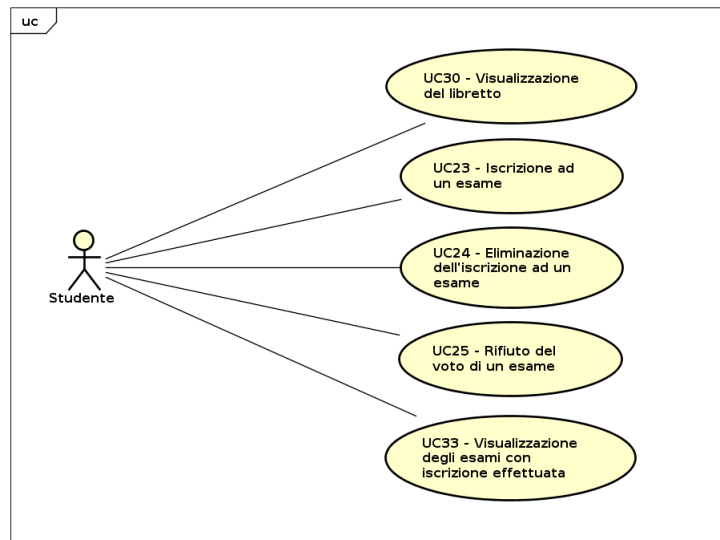 uc
UC30 - Visualizzazione
del libretto
UC23 - Iscrizione ad
un esame
UC24 - Eliminazione
dell'iscrizione ad un
esame
Studente
UC25 - Rifiuto del
voto di un esame
UC33 - Visualizzazione
degli esami con
iscrizione effettuata